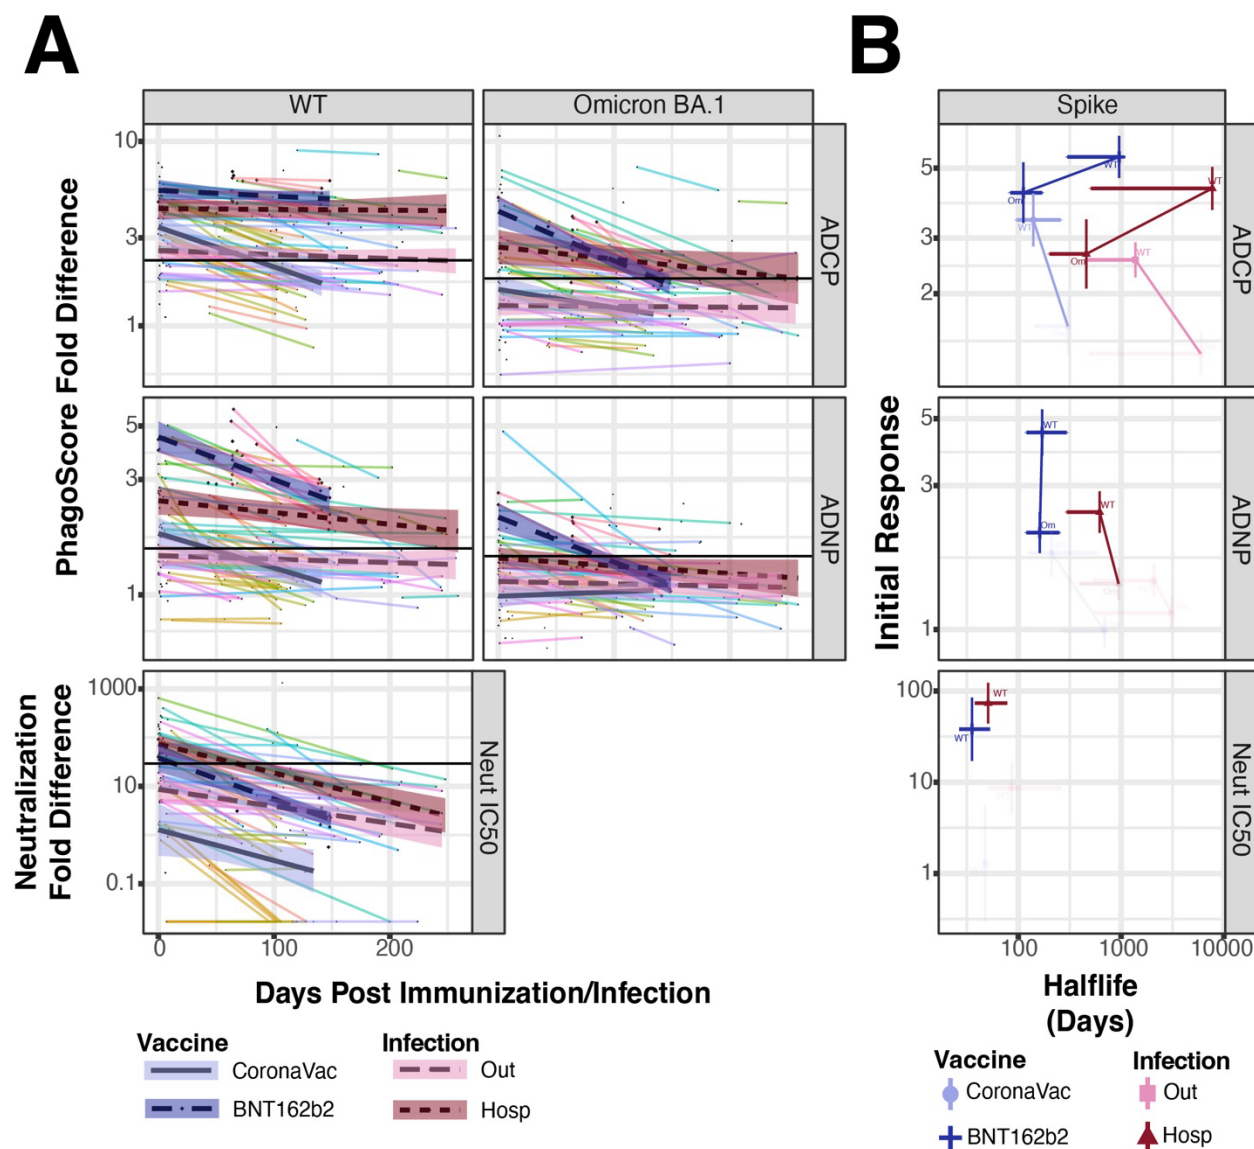 A
B
WT
Omicron BA.1
Spike
PhagoScore Fold Difference
10
3
1
ADCP
5
3
1
ADNP
Neutralization
Fold Difference
1000
10
0.1
Neut IC50
0
100
200
Days Post Immunization/Infection
Vaccine
Infection
CoronaVac
Out
BNT162b2
Hosp
Initial Response
5
3
2
WT
Om
WT
WT
Om
WT
ADCP
5
3
1
WT
Om
WT
Om
ADNP
100
10
1
WT
WT
Neut IC50
100
1000
10000
Halflife
(Days)
Vaccine
Infection
CoronaVac
Out
BNT162b2
Hosp